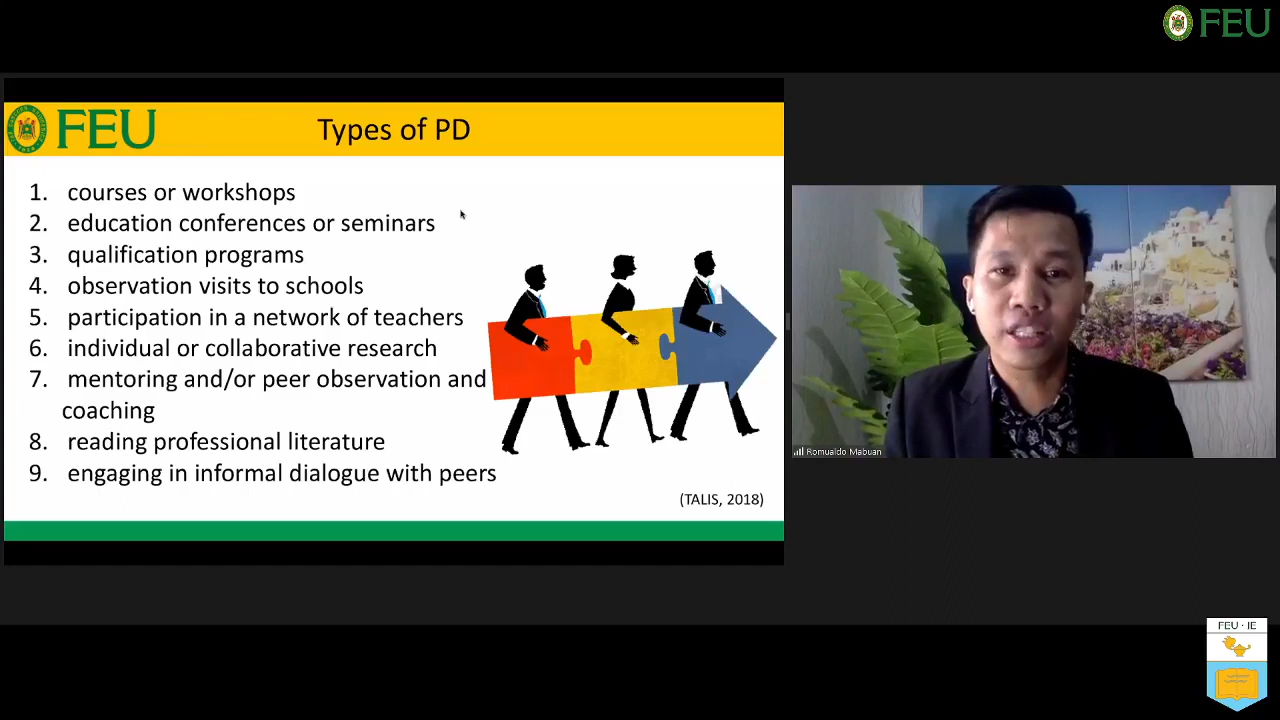 FEU
FEU
Types of PD
1. courses or workshops
2. education conferences or seminars
3. qualification programs
4. observation visits to schools
5. participation in a network of teachers
6. individual or collaborative research
7. mentoring and/or peer observation and
coaching
8. reading professional literature
9. engaging in informal dialogue with peers
(TALIS, 2018)
Romualdo Mabuan
FEU · IE